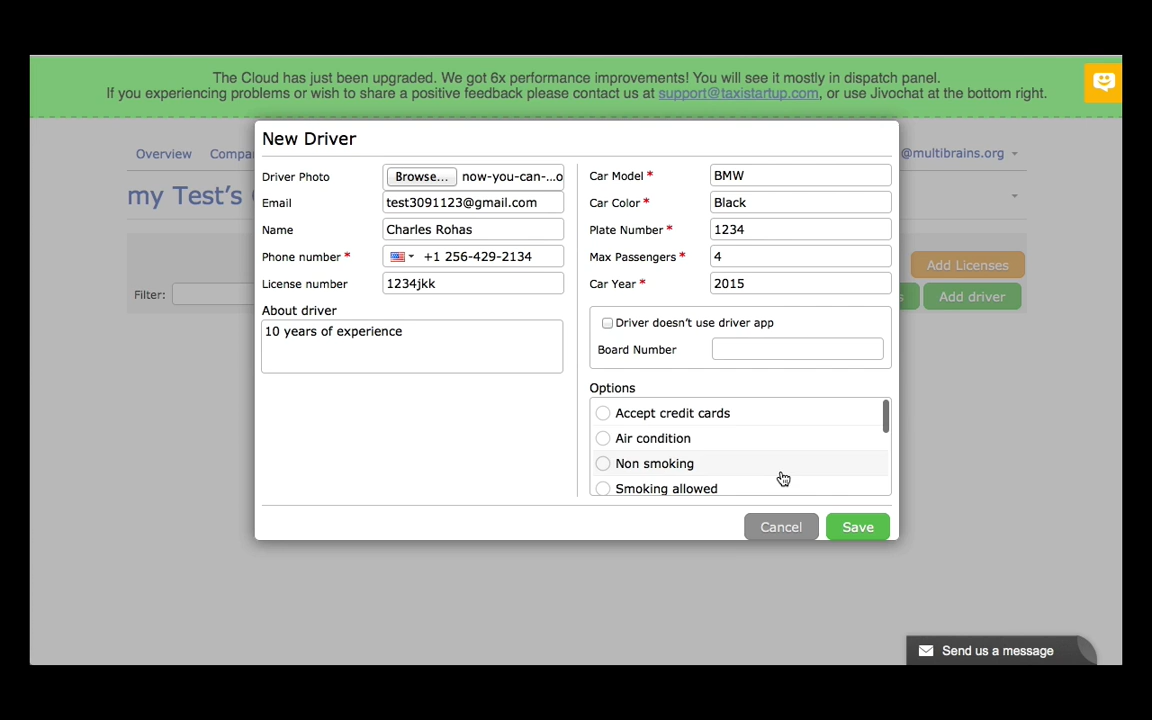 The Cloud has just been upgraded. We got 6x performance improvements! You will see it mostly in dispatch panel.
If you experiencing problems or wish to share a positive feedback please contact us at support@taxistartup.com, or use Jivochat at the bottom right.
Overview Compa
@multibrains.org
my Test's
Filter:
Add Licenses
s
Add driver
New Driver
Driver Photo Browse... now-you-can-...o
Email test3091123@gmail.com
Name Charles Rohas
Phone number * +1 256-429-2134
License number 1234jkk
About driver
10 years of experience
Car Model * BMW
Car Color * Black
Plate Number * 1234
Max Passengers * 4
Car Year * 2015
Driver doesn't use driver app
Board Number
Options
Accept credit cards
Air condition
Non smoking
Smoking allowed
Cancel Save
Send us a message